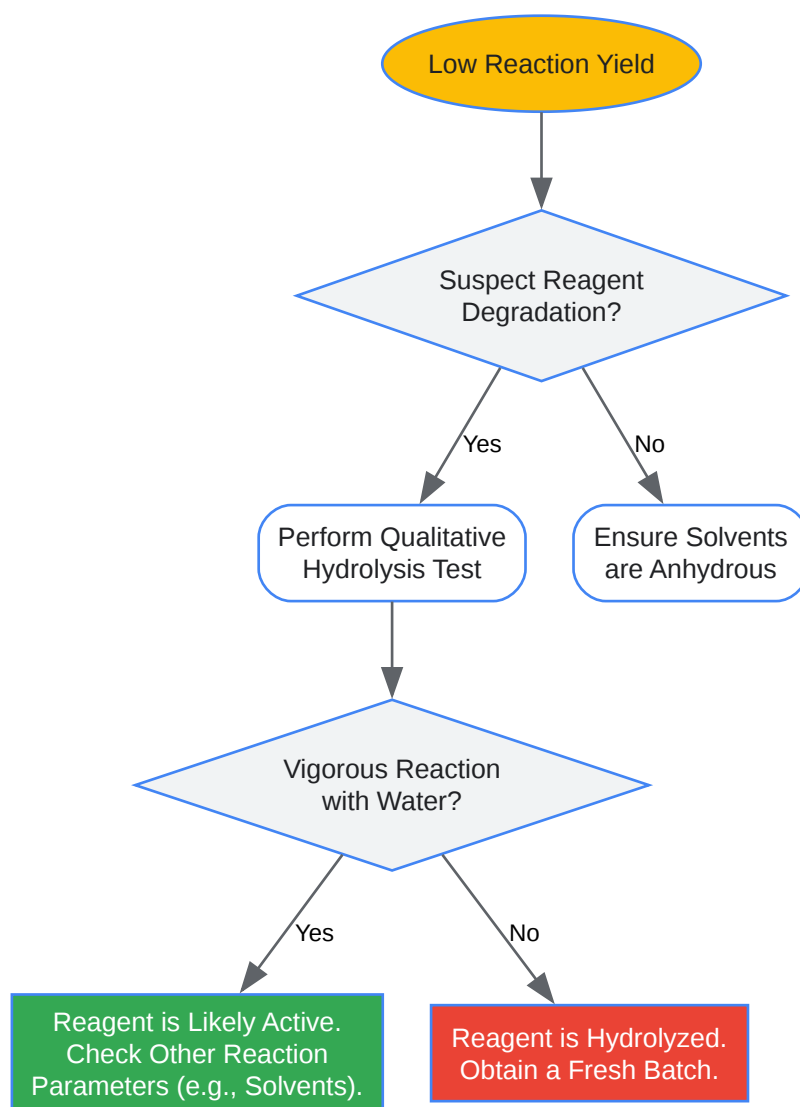 Low Reaction Yield
Suspect Reagent
Degradation?
Yes
No
Perform Qualitative
Hydrolysis Test
Ensure Solvents
are Anhydrous
Vigorous Reaction
with Water?
Yes
No
Reagent is Likely Active.
Check Other Reaction
Parameters (e.g., Solvents).
Reagent is Hydrolyzed.
Obtain a Fresh Batch.